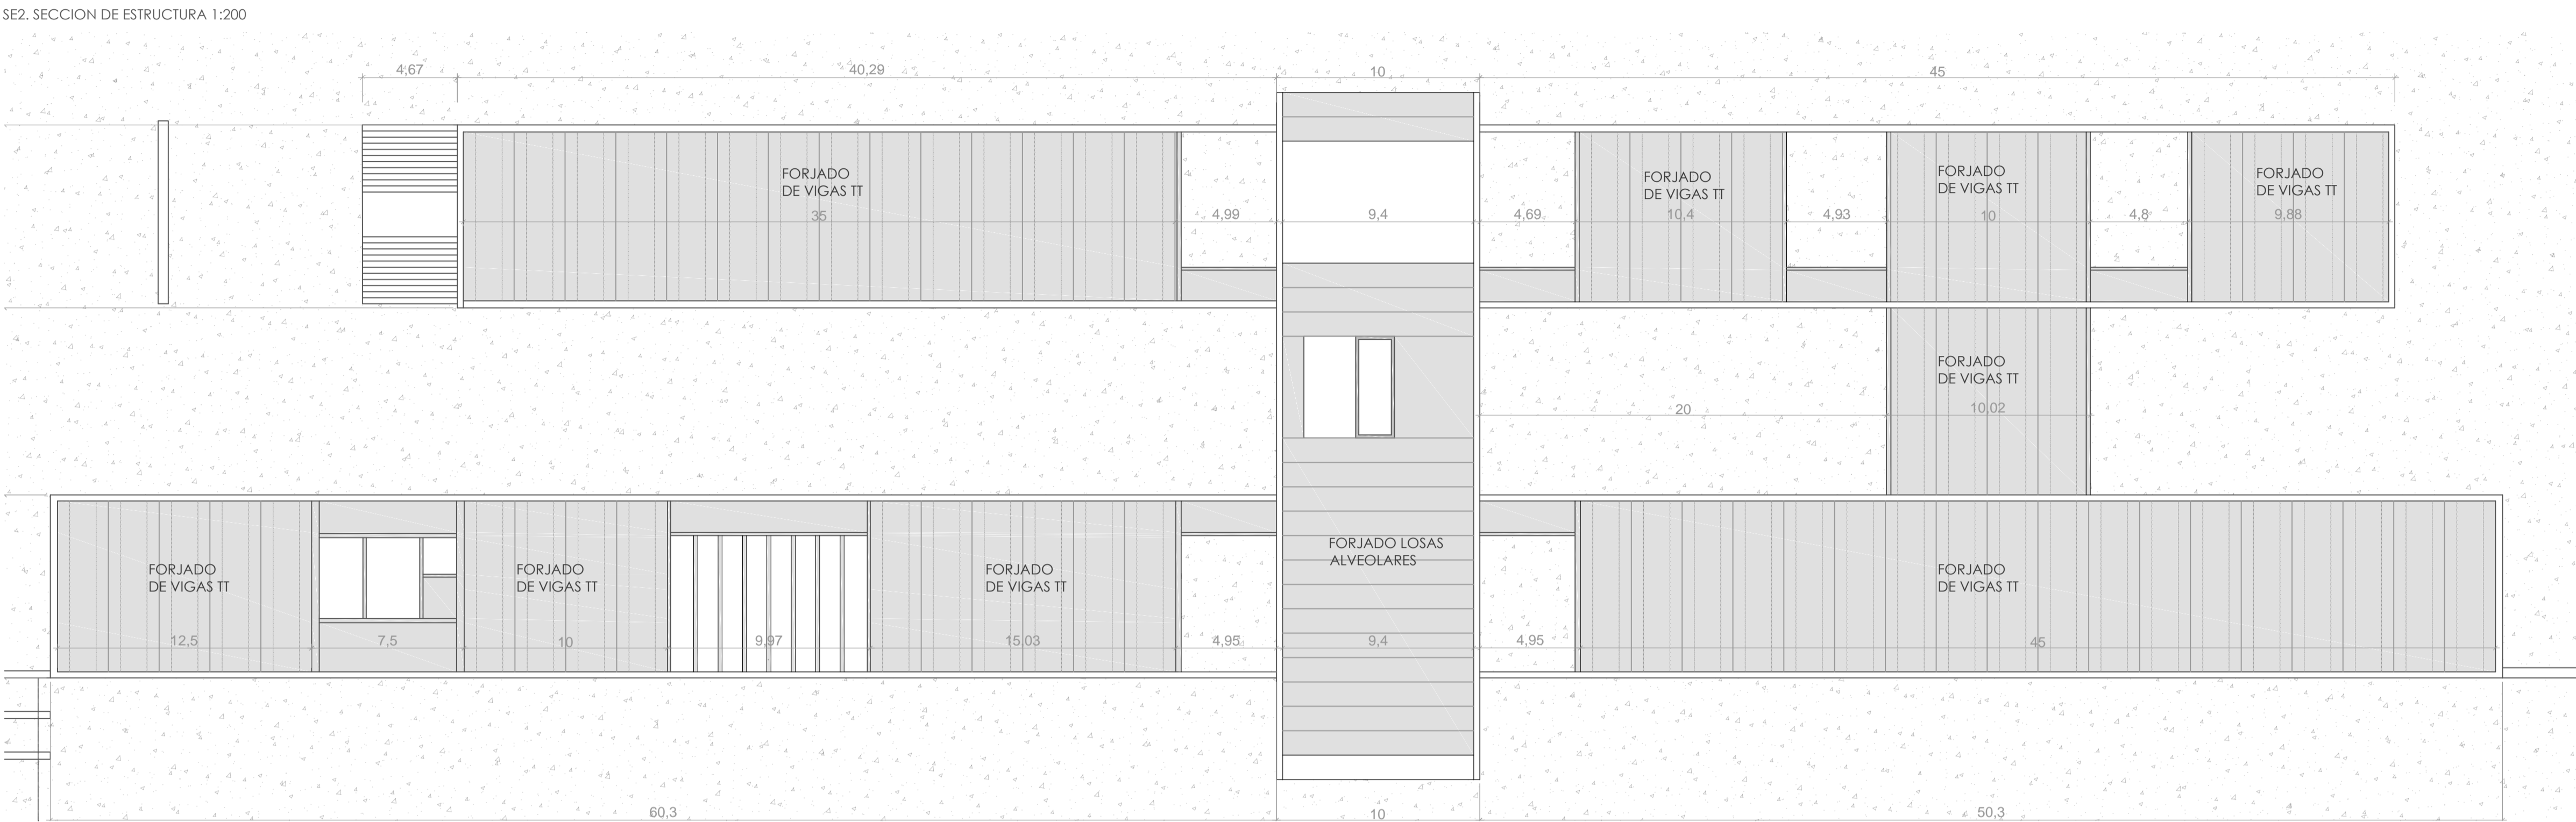 SE2. SECCION DE ESTRUCTURA 1:200
4,67
40,29
10
45
FORJADO
DE VIGAS TT
35
4,99
9,4
4,69
FORJADO
DE VIGAS TT
10,4
4,93
FORJADO
DE VIGAS TT
10
4,8
FORJADO
DE VIGAS TT
9,88
FORJADO
DE VIGAS TT
20
10,02
FORJADO
DE VIGAS TT
12,5
7,5
FORJADO
DE VIGAS TT
10
9,97
FORJADO
DE VIGAS TT
15,03
4,95
FORJADO LOSAS
ALVEOLARES
9,4
4,95
FORJADO
DE VIGAS TT
45
60,3
10
50,3